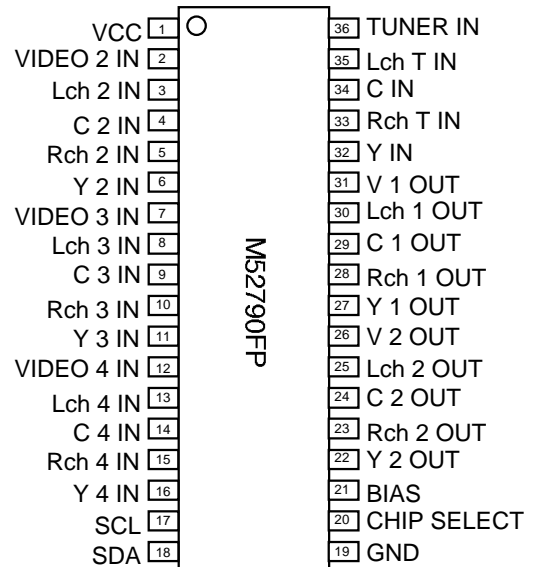 VCC 1 36 TUNER IN
VIDEO 2 IN 2 35 Lch T IN
Lch 2 IN 3 34 C IN
C 2 IN 4 33 Rch T IN
Rch 2 IN 5 32 Y IN
Y 2 IN 6 31 V 1 OUT
VIDEO 3 IN 7 30 Lch 1 OUT
Lch 3 IN 8 29 C 1 OUT
C 3 IN 9 28 Rch 1 OUT
Rch 3 IN 10 27 Y 1 OUT
Y 3 IN 11 26 V 2 OUT
VIDEO 4 IN 12 25 Lch 2 OUT
Lch 4 IN 13 24 C 2 OUT
C 4 IN 14 23 Rch 2 OUT
Rch 4 IN 15 22 Y 2 OUT
Y 4 IN 16 21 BIAS
SCL 17 20 CHIP SELECT
SDA 18 19 GND
M52790FP